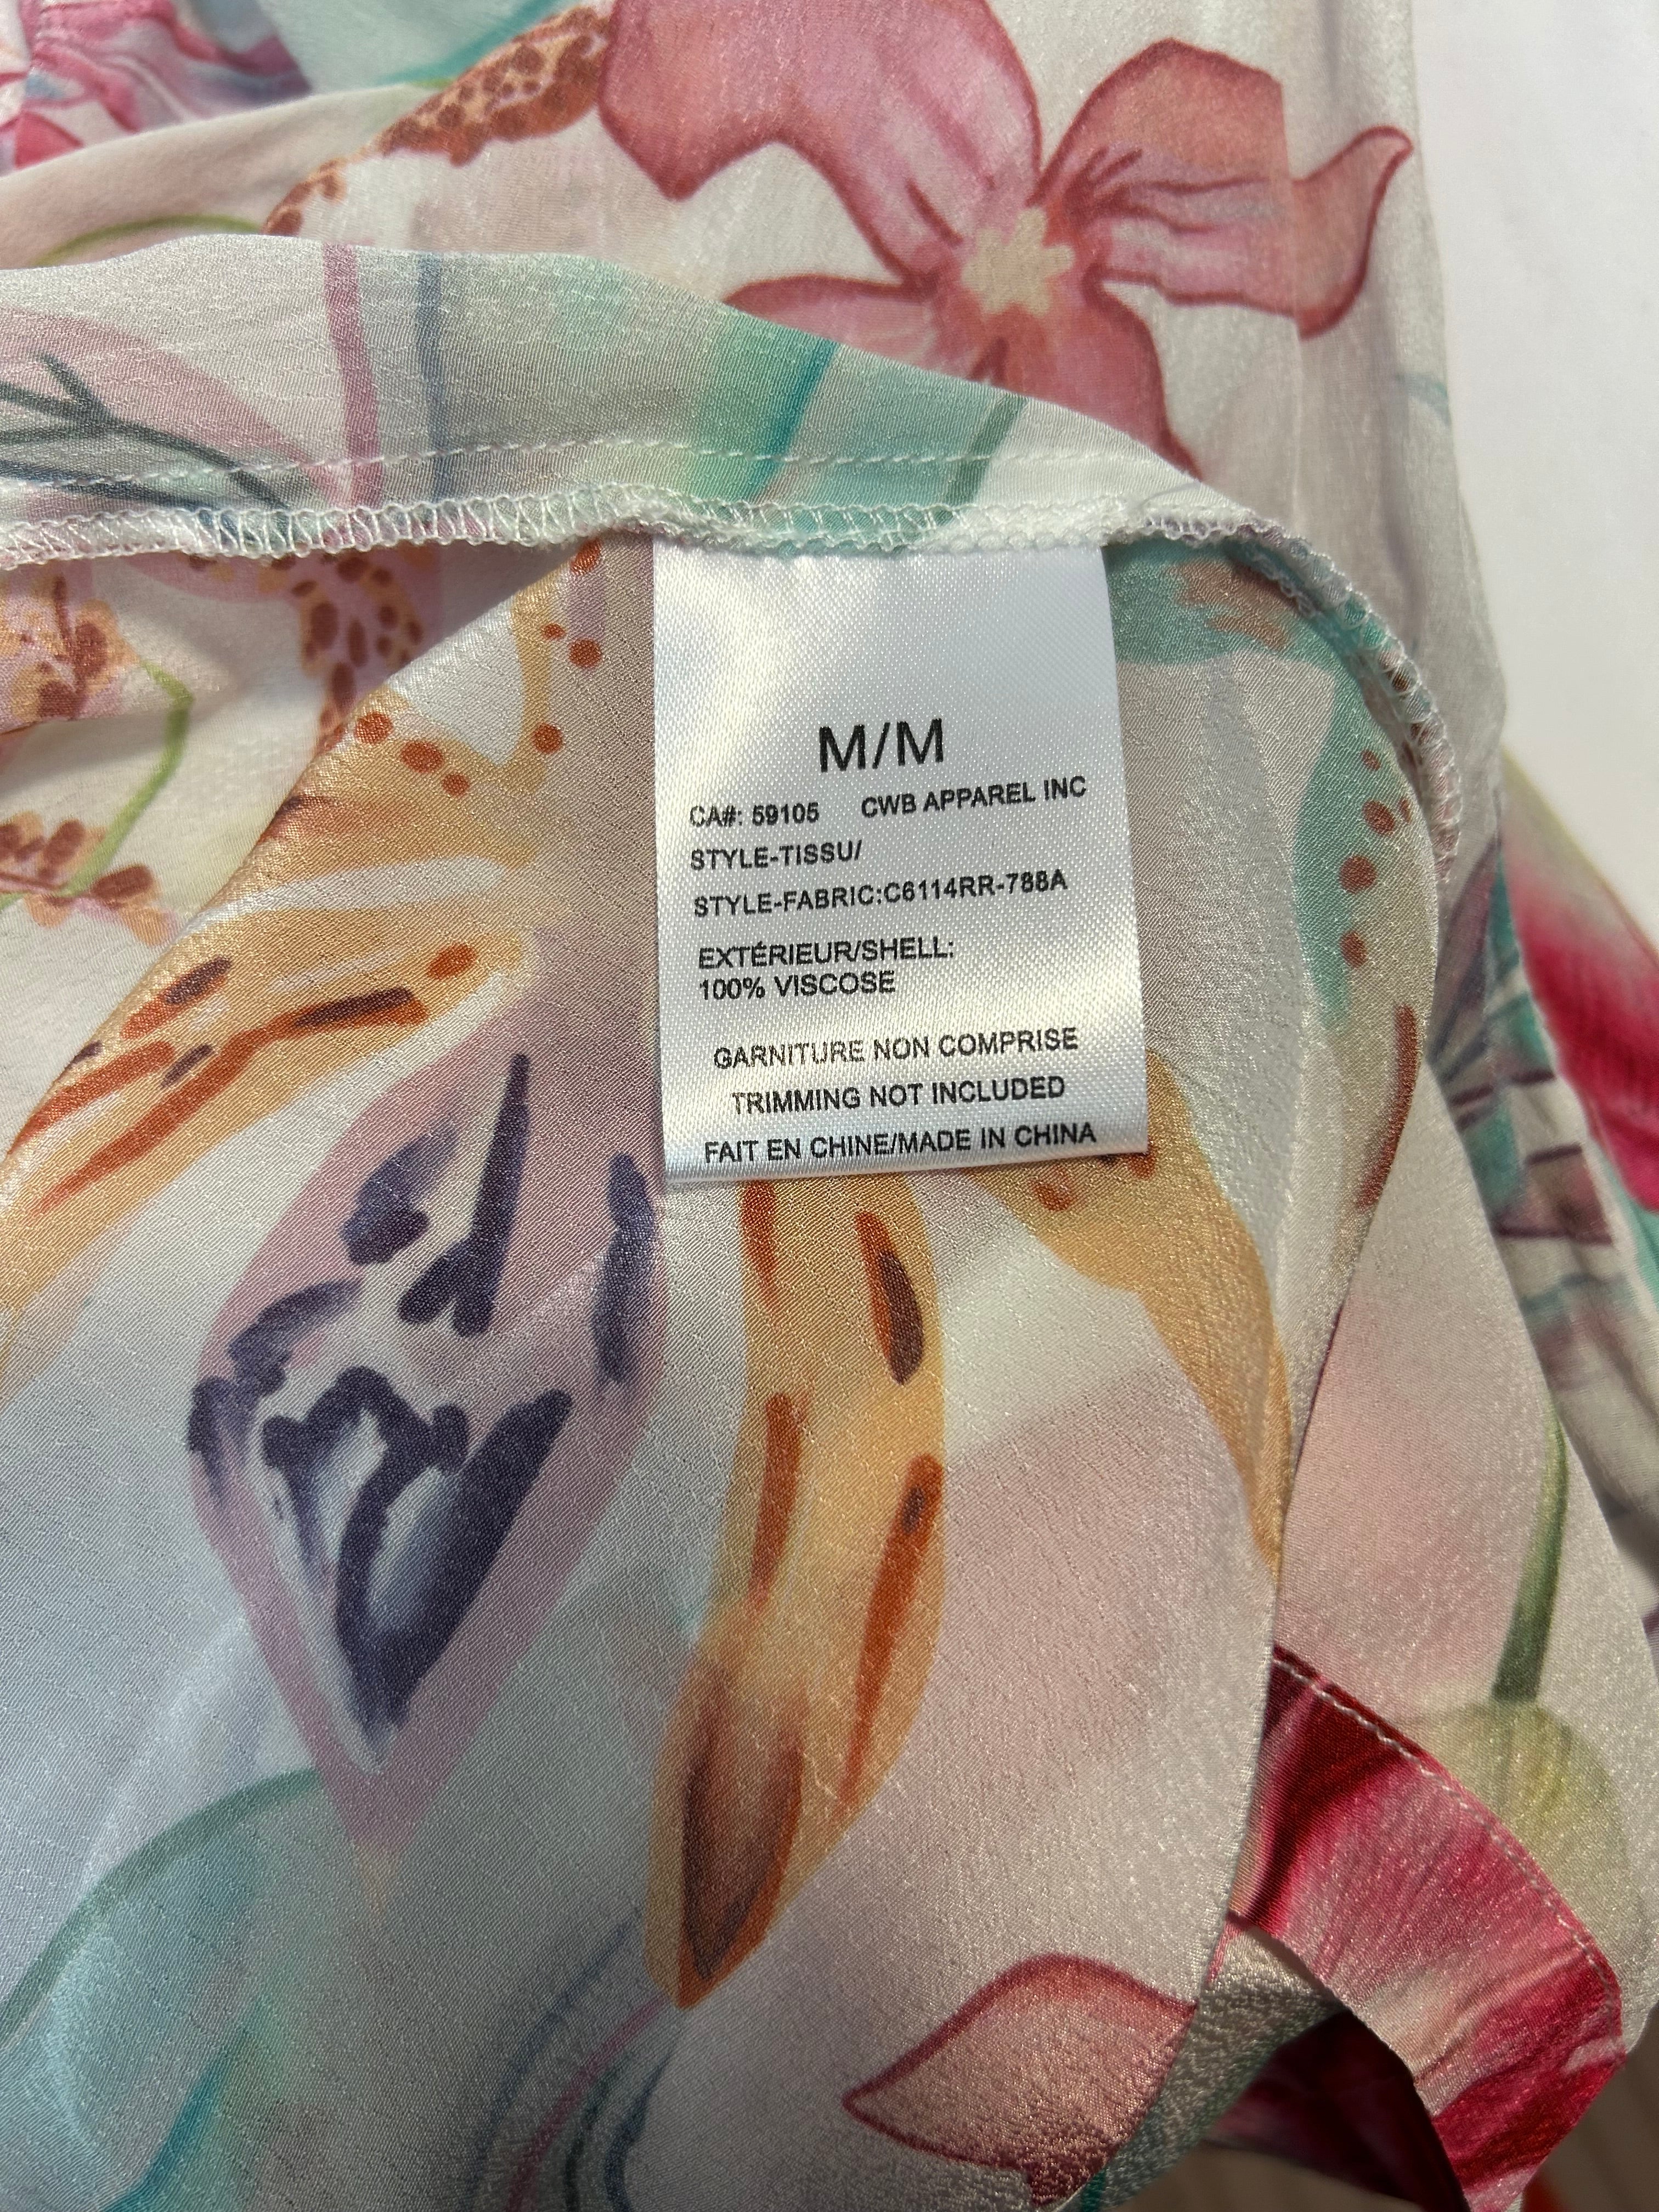 M/M
CA#: 59105 CWB APPAREL INC
STYLE-TISSU/
STYLE-FABRIC:C6114RR-788A
EXTÉRIEUR/SHELL:
100% VISCOSE
GARNITURE NON COMPRISE
TRIMMING NOT INCLUDED
FAIT EN CHINE/MADE IN CHINA